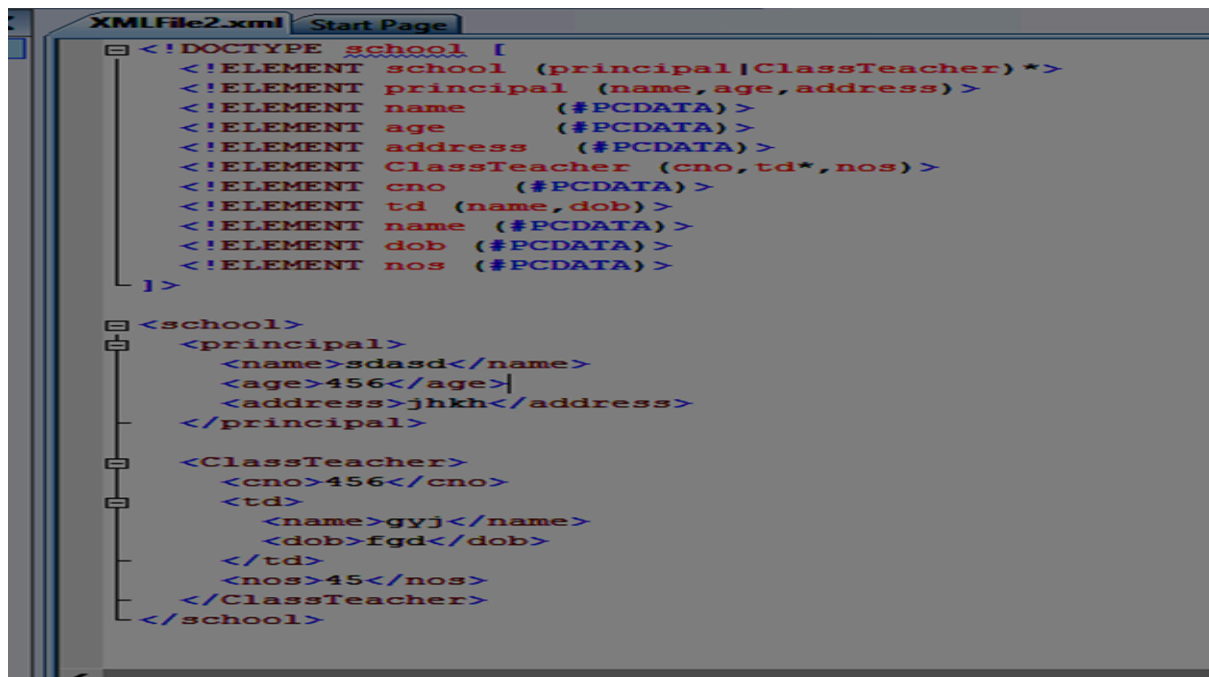 XMLFile2.xml Start Page
<!DOCTYPE school [
<!ELEMENT school (principal|ClassTeacher)*>
<!ELEMENT principal (name,age,address)>
<!ELEMENT name (#PCDATA)>
<!ELEMENT age (#PCDATA)>
<!ELEMENT address (#PCDATA)>
<!ELEMENT ClassTeacher (cno,td*,nos)>
<!ELEMENT cno (#PCDATA)>
<!ELEMENT td (name,dob)>
<!ELEMENT name (#PCDATA)>
<!ELEMENT dob (#PCDATA)>
<!ELEMENT nos (#PCDATA)>
]>
<school>
<principal>
<name>sdasd</name>
<age>456</age>
<address>jhkh</address>
</principal>
<ClassTeacher>
<cno>456</cno>
<td>
<name>gyj</name>
<dob>fgd</dob>
</td>
<nos>45</nos>
</ClassTeacher>
</school>